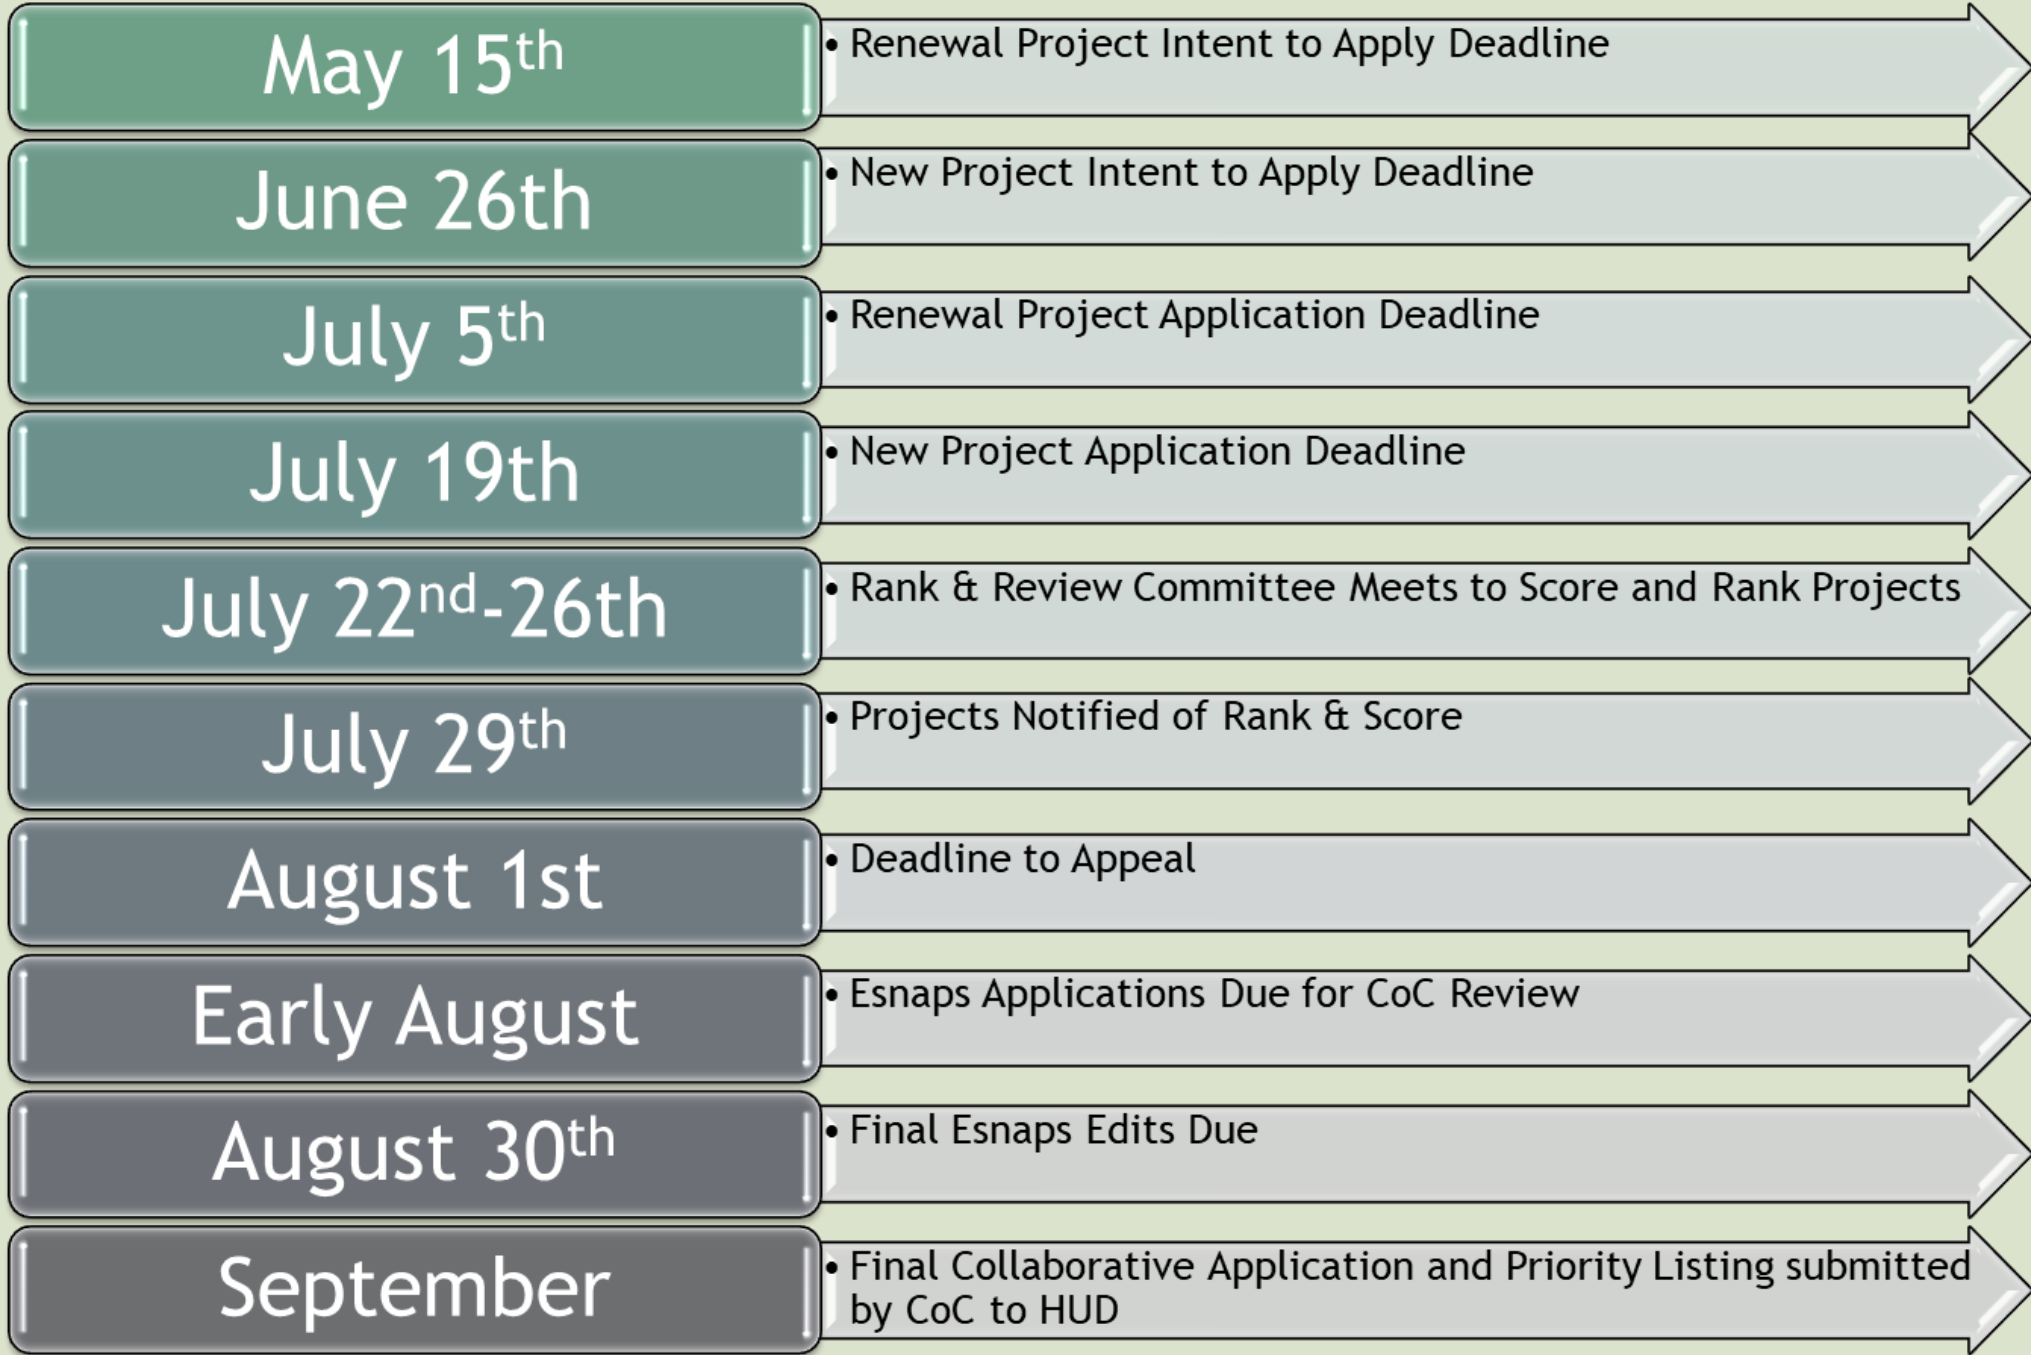 May 15th
• Renewal Project Intent to Apply Deadline
June 26th
• New Project Intent to Apply Deadline
July 5th
• Renewal Project Application Deadline
July 19th
• New Project Application Deadline
July 22nd-26th
• Rank & Review Committee Meets to Score and Rank Projects
July 29th
• Projects Notified of Rank & Score
August 1st
• Deadline to Appeal
Early August
• Esnaps Applications Due for CoC Review
August 30th
• Final Esnaps Edits Due
September
• Final Collaborative Application and Priority Listing submitted
by CoC to HUD